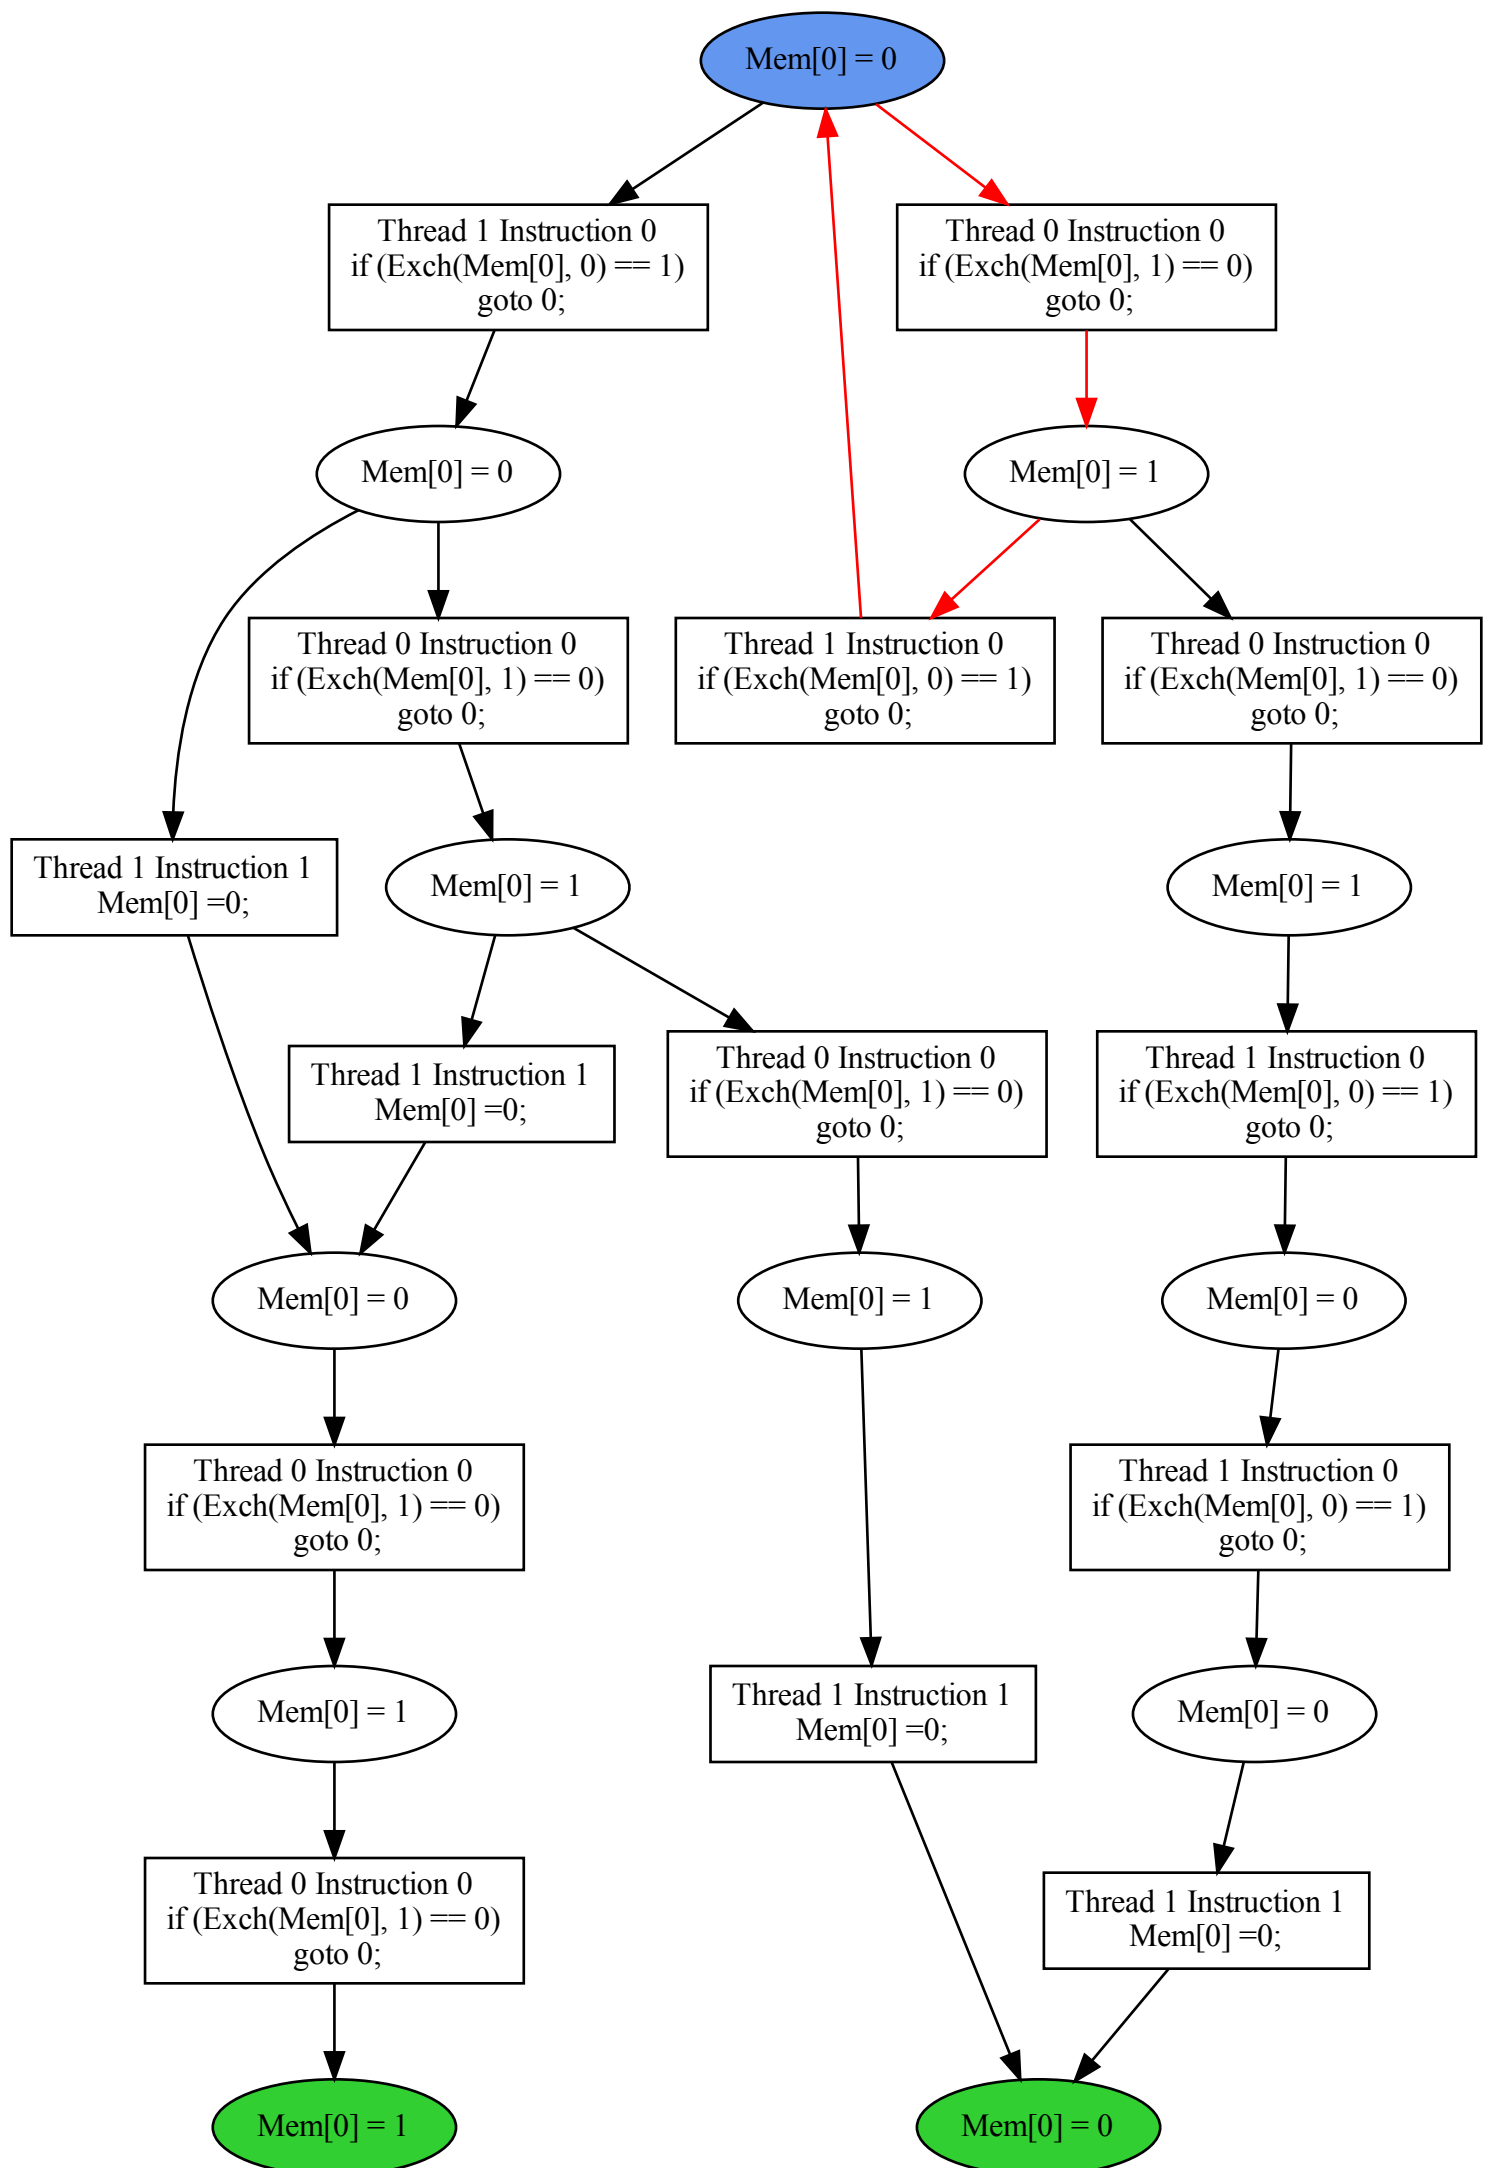 Mem[0] = 0
Thread 1 Instruction 0
if (Exch(Mem[0], 0) == 1)
goto 0;
Thread 0 Instruction 0
if (Exch(Mem[0], 1) == 0)
goto 0;
Mem[0] = 0
Mem[0] = 1
Thread 0 Instruction 0
if (Exch(Mem[0], 1) == 0)
goto 0;
Thread 1 Instruction 0
if (Exch(Mem[0], 0) == 1)
goto 0;
Thread 0 Instruction 0
if (Exch(Mem[0], 1) == 0)
goto 0;
Thread 1 Instruction 1
Mem[0] =0;
Mem[0] = 1
Mem[0] = 1
Thread 1 Instruction 1
Mem[0] =0;
Thread 0 Instruction 0
if (Exch(Mem[0], 1) == 0)
goto 0;
Thread 1 Instruction 0
if (Exch(Mem[0], 0) == 1)
goto 0;
Mem[0] = 0
Mem[0] = 1
Mem[0] = 0
Thread 0 Instruction 0
if (Exch(Mem[0], 1) == 0)
goto 0;
Thread 1 Instruction 0
if (Exch(Mem[0], 0) == 1)
goto 0;
Mem[0] = 1
Thread 1 Instruction 1
Mem[0] =0;
Mem[0] = 0
Thread 0 Instruction 0
if (Exch(Mem[0], 1) == 0)
goto 0;
Thread 1 Instruction 1
Mem[0] =0;
Mem[0] = 1
Mem[0] = 0